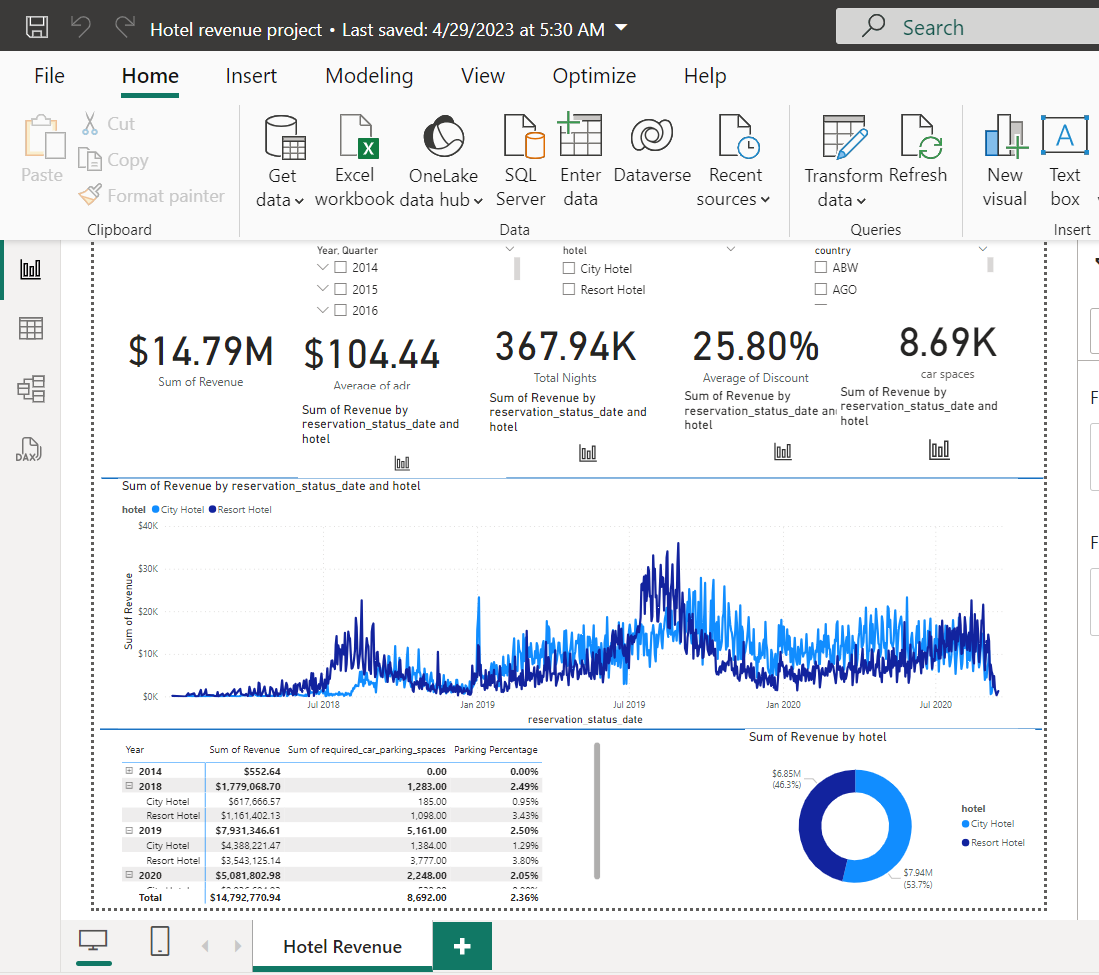 Hotel revenue project • Last saved: 4/29/2023 at 5:30 AM
Search
File Home Insert Modeling View Optimize Help
Paste
Cut
Copy
Format painter
Clipboard
Get data
Excel workbook
OneLake data hub
SQL Server
Enter data
Dataverse
Recent sources
Data
Transform data
Refresh
Queries
New visual
Text box
Insert
DAX
Year, Quarter
2014
2015
2016
hotel
City Hotel
Resort Hotel
country
ABW
AGO
$14.79M
Sum of Revenue
$104.44
Average of adr
367.94K
Total Nights
25.80%
Average of Discount
8.69K
car spaces
Sum of Revenue by
reservation_status_date and
hotel
Sum of Revenue by
reservation_status_date and
hotel
Sum of Revenue by
reservation_status_date an
hotel
Sum of Revenue by
reservation_status_date and
hotel
Sum of Revenue by reservation_status_date and hotel
hotel City Hotel Resort Hotel
Sum of Revenue
$40K
$30K
$20K
$10K
$0K
Jul 2018 Jan 2019 Jul 2019 Jan 2020 Jul 2020
reservation_status_date
Year Sum of Revenue Sum of required_car_parking_spaces Parking Percentage
2014 $552.64 0.00 0.00%
2018 $1,779,068.70 1,283.00 2.49%
City Hotel $617,666.57 185.00 0.95%
Resort Hotel $1,161,402.13 1,098.00 3.43%
2019 $7,931,346.61 5,161.00 2.50%
City Hotel $4,388,221.47 1,384.00 1.29%
Resort Hotel $3,543,125.14 3,777.00 3.80%
2020 $5,081,802.98 2,248.00 2.05%
Total $14,792,770.94 8,692.00 2.36%
Sum of Revenue by hotel
$6.85M
(46.3%)
$7.94M
(53.7%)
hotel
City Hotel
Resort Hotel
Hotel Revenue